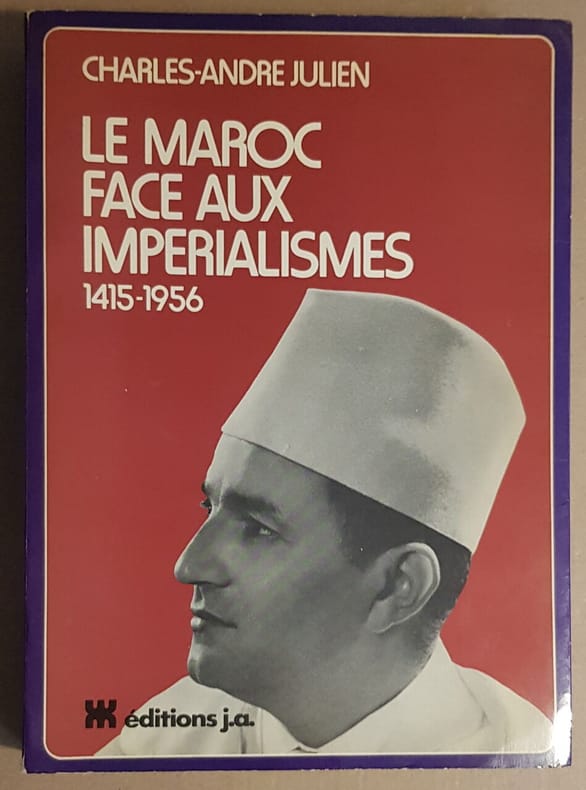 CHARLES-ANDRE JULIEN
LE MAROC
FACE AUX
IMPERIALISMES
1415-1956
éditions j.a.